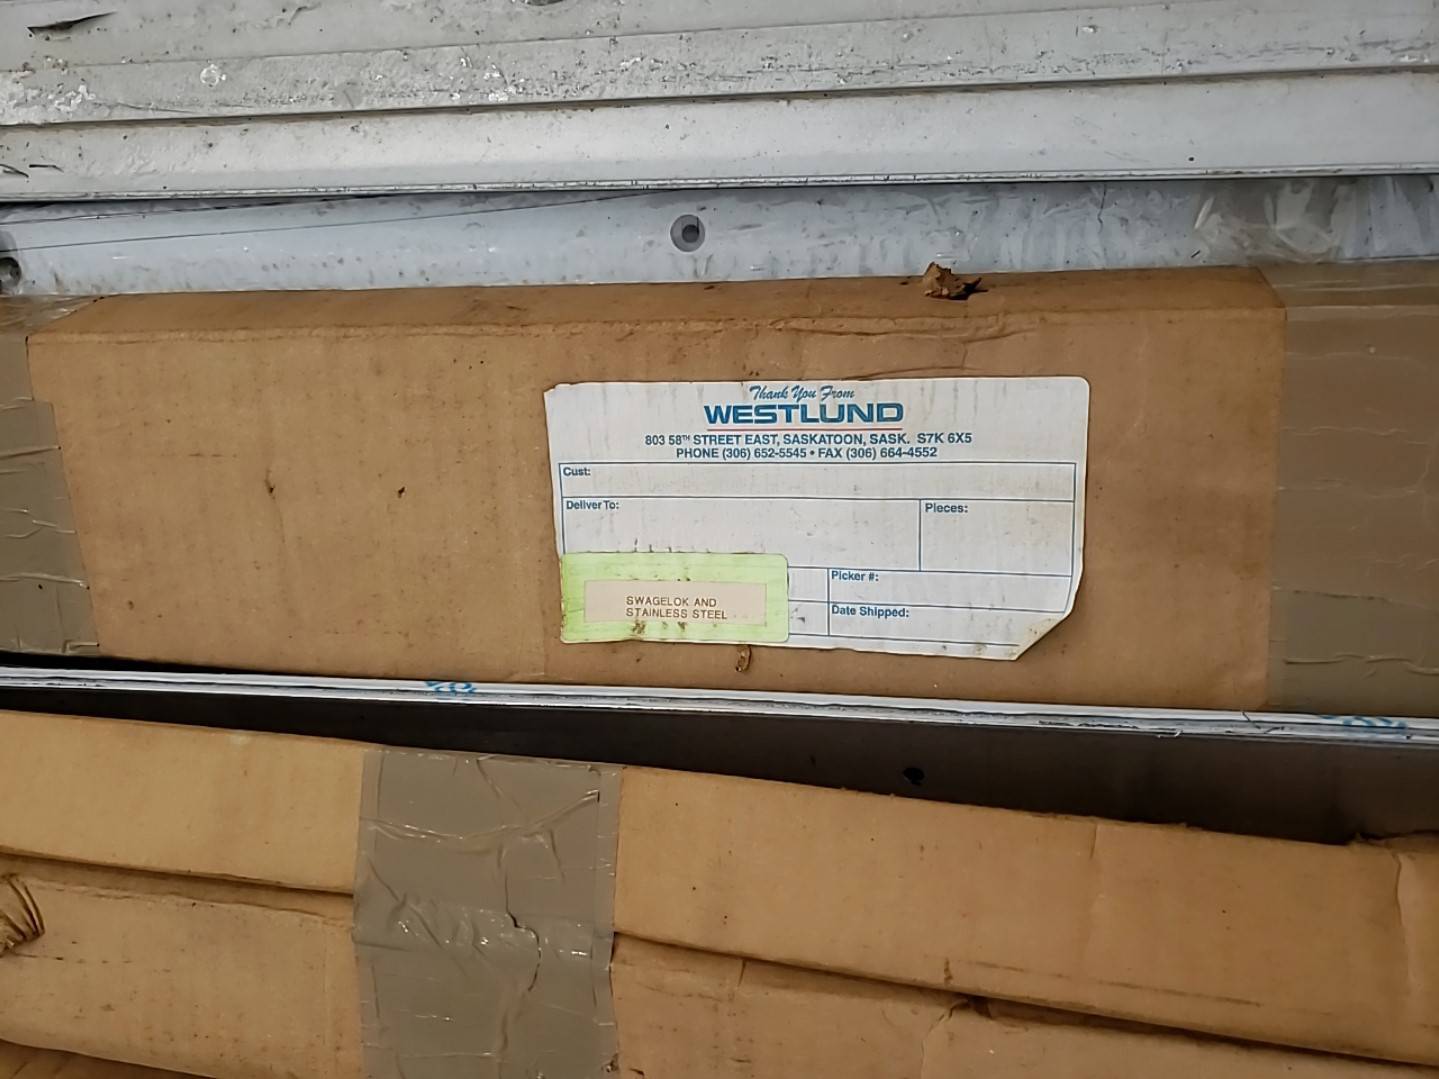 Thank You From
WESTLUND
803 58TH STREET EAST, SASKATOON, SASK. S7K 6X5
PHONE (306) 652-5545 • FAX (306) 664-4552
Cust:
Deliver To:
Pieces:
Picker #:
Date Shipped:
SWAGELOK AND
STAINLESS STEEL